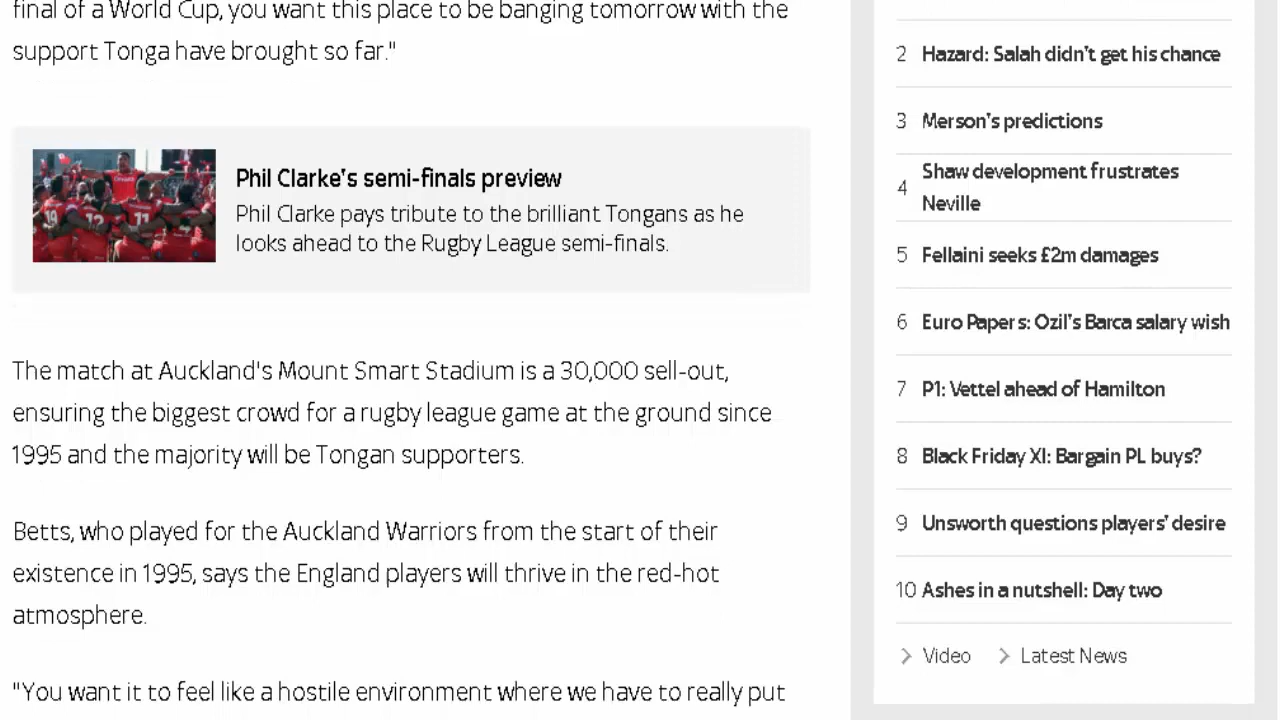 final of a World Cup, you want this place to be banging tomorrow with the
support Tonga have brought so far."
Phil Clarke's semi-finals preview
Phil Clarke pays tribute to the brilliant Tongans as he
looks ahead to the Rugby League semi-finals.
The match at Auckland's Mount Smart Stadium is a 30,000 sell-out,
ensuring the biggest crowd for a rugby league game at the ground since
1995 and the majority will be Tongan supporters.
Betts, who played for the Auckland Warriors from the start of their
existence in 1995, says the England players will thrive in the red-hot
atmosphere.
"You want it to feel like a hostile environment where we have to really put
2 Hazard: Salah didn't get his chance
3 Merson's predictions
4 Shaw development frustrates
Neville
5 Fellaini seeks £2m damages
6 Euro Papers: Ozil's Barca salary wish
7 P1: Vettel ahead of Hamilton
8 Black Friday XI: Bargain PL buys?
9 Unsworth questions players' desire
10 Ashes in a nutshell: Day two
Video
Latest News